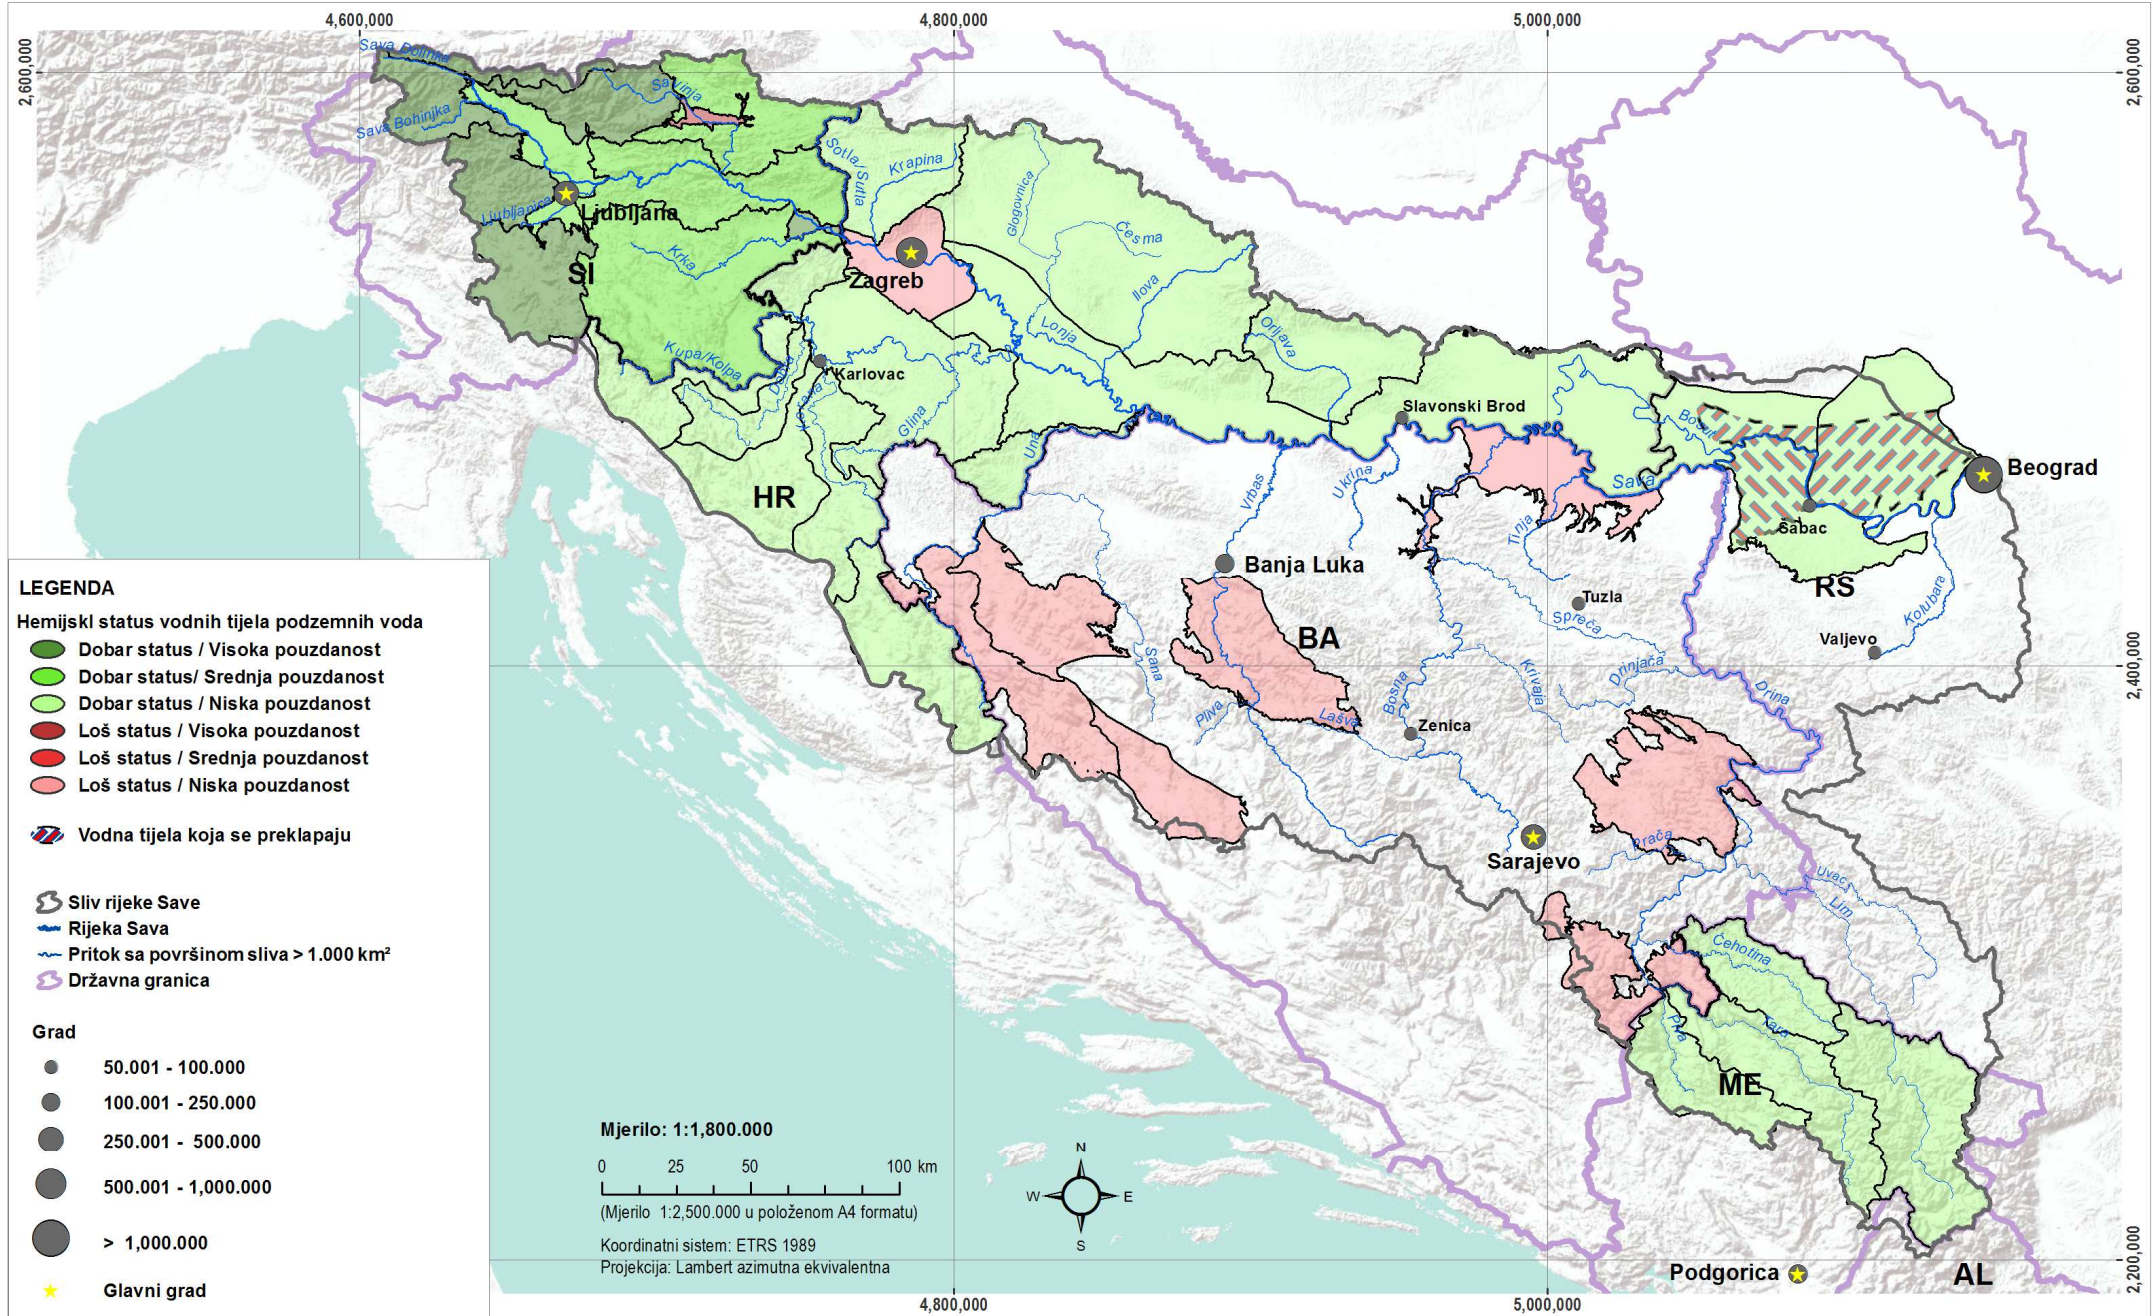 4,600,000
4,800,000
5,000,000
2,600,000
2,600,000
Sava Dolinka
Savinja
Sava Bohinjka
Sotla/Sutla
Krapina
Glogovnica
Česma
Ljubljanica
Ljubljana
Krka
SI
Zagreb
Ilova
Lonja
Orljava
Kupa/Kolpa
Dobra
Karlovac
Korana
Glina
Una
Slavonski Brod
Bosut
Beograd
HR
Vrbas
Ukrina
Sava
Šabac
Tinja
RS
Kolubara
Banja Luka
Tuzla
Spreča
Valjevo
BA
Sana
Krivaja
Drinjača
2,400,000
Drina
Bosna
Pliva
Lašva
Zenica
Prača
Sarajevo
Uvac
Lim
Ćehotina
Piva
Tara
ME
Podgorica
AL
2,200,000
4,800,000
5,000,000
LEGENDA
Hemijski status vodnih tijela podzemnih voda
Dobar status / Visoka pouzdanost
Dobar status/ Srednja pouzdanost
Dobar status / Niska pouzdanost
Loš status / Visoka pouzdanost
Loš status / Srednja pouzdanost
Loš status / Niska pouzdanost
Vodna tijela koja se preklapaju
Sliv rijeke Save
Rijeka Sava
Pritok sa površinom sliva > 1.000 km²
Državna granica
Grad
50.001 - 100.000
100.001 - 250.000
250.001 - 500.000
500.001 - 1,000.000
> 1,000.000
Glavni grad
Mjerilo: 1:1,800.000
0 25 50 100 km
(Mjerilo 1:2,500.000 u položenom A4 formatu)
Koordinatni sistem: ETRS 1989
Projekcija: Lambert azimutna ekvivalentna
N
W
E
S